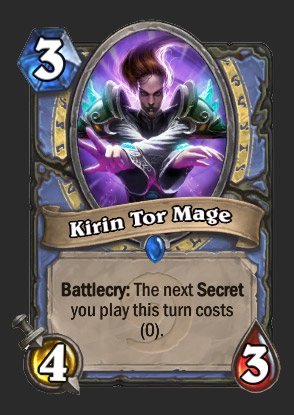 3
Kirin Tor Mage
Battlecry: The next Secret
you play this turn costs
(0).
4
3